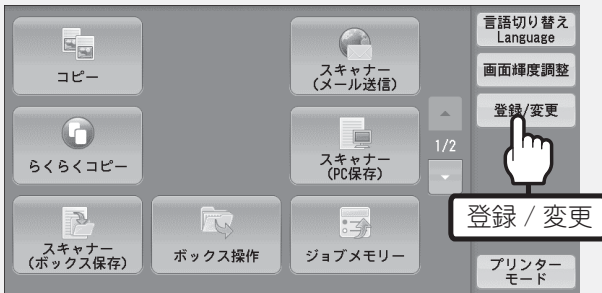 コピー
スキャナー
(メール送信)
言語切り替え
Language
画面輝度調整
登録/変更
らくらくコピー
スキャナー
(PC保存)
1/2
登録 / 変更
スキャナー
(ボックス保存)
ボックス操作
ジョブメモリー
プリンター
モード